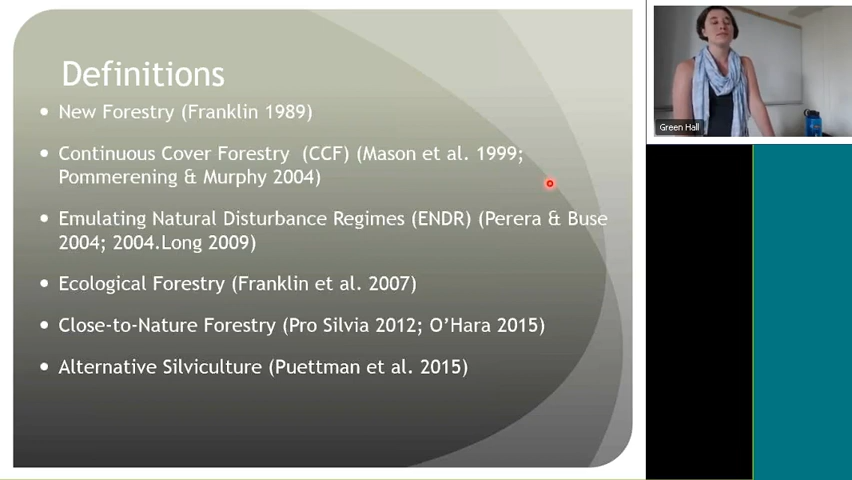 Definitions
New Forestry (Franklin 1989)
Continuous Cover Forestry (CCF) (Mason et al. 1999;
Pommerening & Murphy 2004)
Emulating Natural Disturbance Regimes (ENDR) (Perera & Buse
2004; 2004.Long 2009)
Ecological Forestry (Franklin et al. 2007)
Close-to-Nature Forestry (Pro Silvia 2012; O’Hara 2015)
Alternative Silviculture (Puettman et al. 2015)
Green Hall